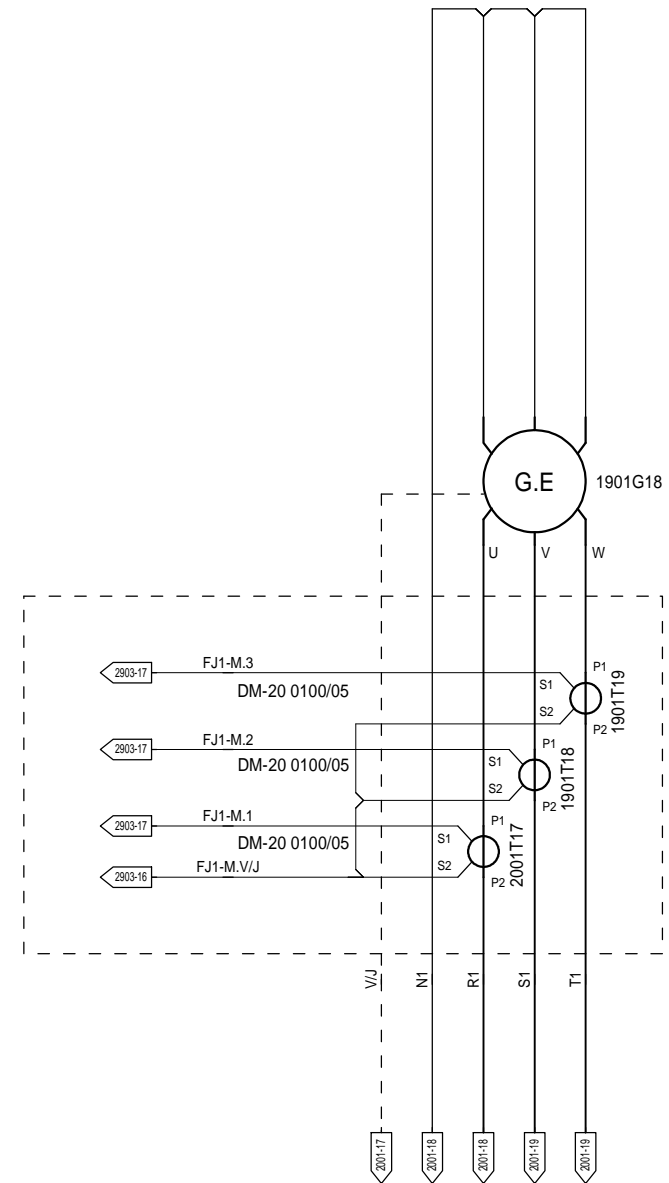 G.E
1901G18
U V W
2903-17 FJ1-M.3
DM-20 0100/05
S1 P1
S2 P2
1901T19
2903-17 FJ1-M.2
DM-20 0100/05
S1 P1
S2 P2
1901T18
2903-17 FJ1-M.1
DM-20 0100/05
S1 P1
2903-16 FJ1-M.V/J
S2 P2
2001T17
V/J N1 R1 S1 T1
2001-17 2001-18 2001-18 2001-19 2001-19